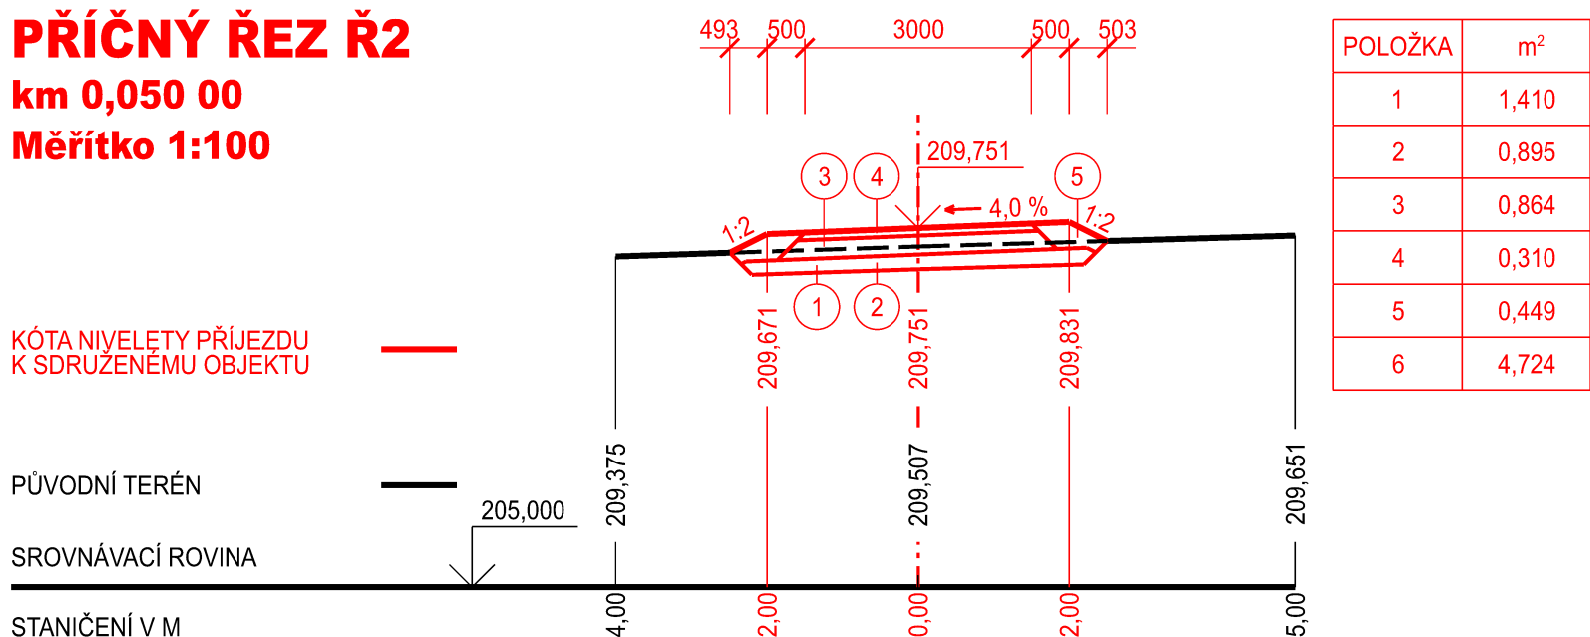 PŘÍČNÝ ŘEZ Ř2
km 0,050 00
Měřítko 1:100
493 500 3000 500 503
209,751
3 4 5
4,0 %
1:2
1:2
1 2
KÓTA NIVELETY PŘÍJEZDU
K SDRUŽENÉMU OBJEKTU
209,671
209,751
209,831
PŮVODNÍ TERÉN
209,375
209,507
209,651
205,000
SROVNÁVACÍ ROVINA
STANIČENÍ V M
4,00
2,00
0,00
2,00
5,00
POLOŽKA m²
1 1,410
2 0,895
3 0,864
4 0,310
5 0,449
6 4,724